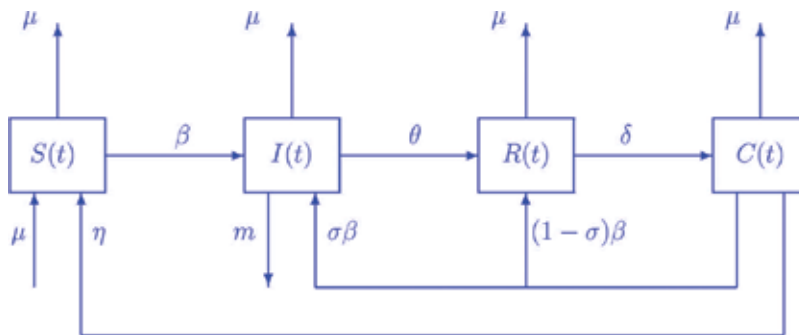 μ μ μ μ
S(t) β I(t) θ R(t) δ C(t)
μ η m σβ (1 − σ)β